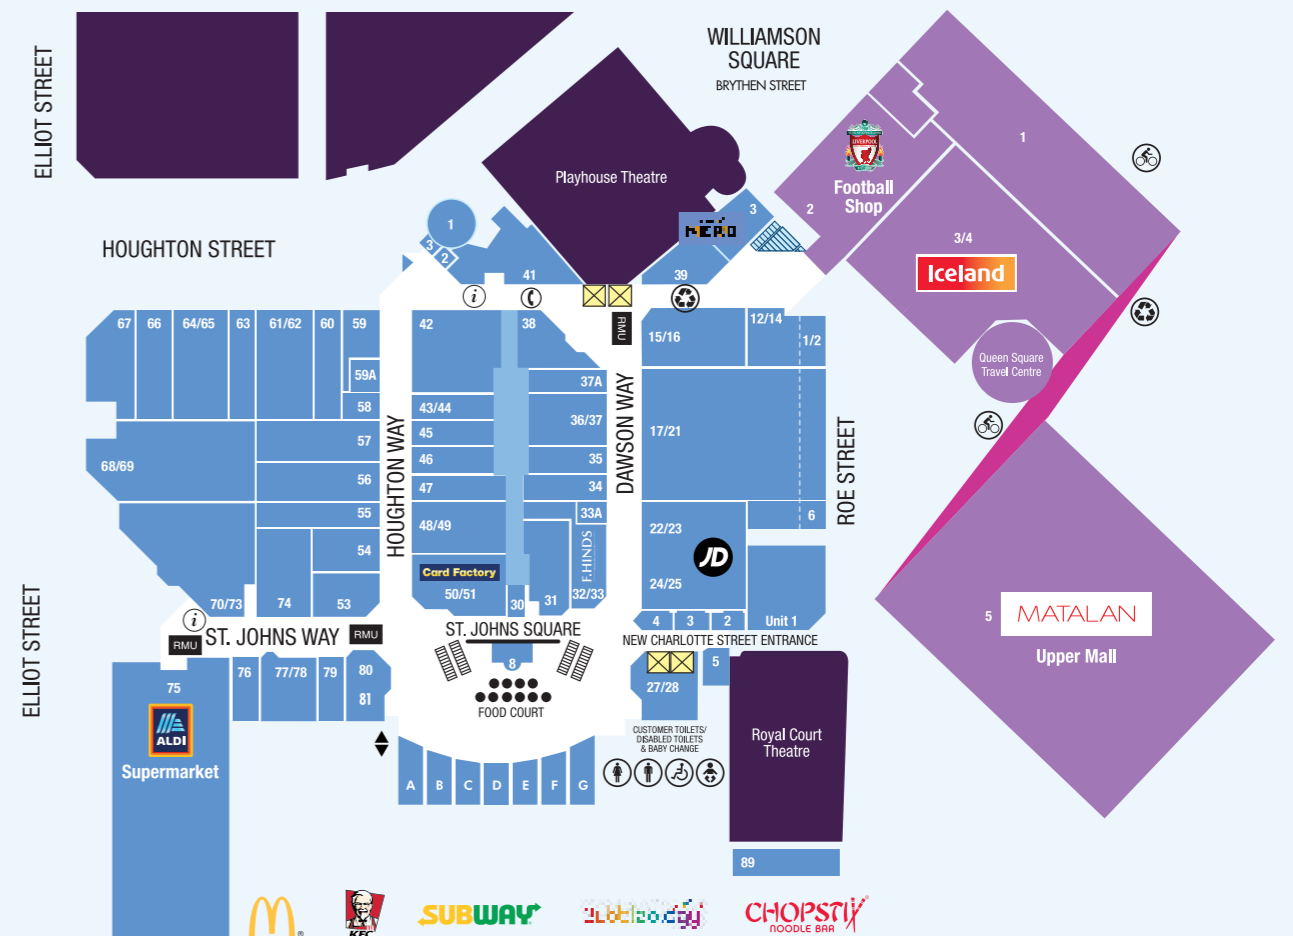 WILLIAMSON
SQUARE
BRYTHEN STREET
ELLIOT STREET
HOUGHTON STREET
Playhouse Theatre
LIVERPOOL
Football
Shop
1
2
3/4
Iceland
Queen Square
Travel Centre
5
MATALAN
Upper Mall
1
3
2
41
3
39
i
RMU
67
66
64/65
63
61/62
60
59
59A
58
57
56
55
54
53
68/69
70/73
74
HOUGHTON WAY
42
43/44
45
46
47
48/49
Card Factory
50/51
38
37A
36/37
35
34
33A
F.HINDS
32/33
31
30
DAWSON WAY
15/16
12/14
1/2
17/21
6
22/23
JD
24/25
4
3
2
Unit 1
ROE STREET
ELLIOT STREET
i
RMU
ST. JOHNS WAY
RMU
ST. JOHNS SQUARE
NEW CHARLOTTE STREET ENTRANCE
75
ALDI
Supermarket
76
77/78
79
80
81
8
FOOD COURT
27/28
5
CUSTOMER TOILETS/
DISABLED TOILETS
& BABY CHANGE
Royal Court
Theatre
A B C D E F G
89
KFC
SUBWAY
CHOPSTIX
NOODLE BAR